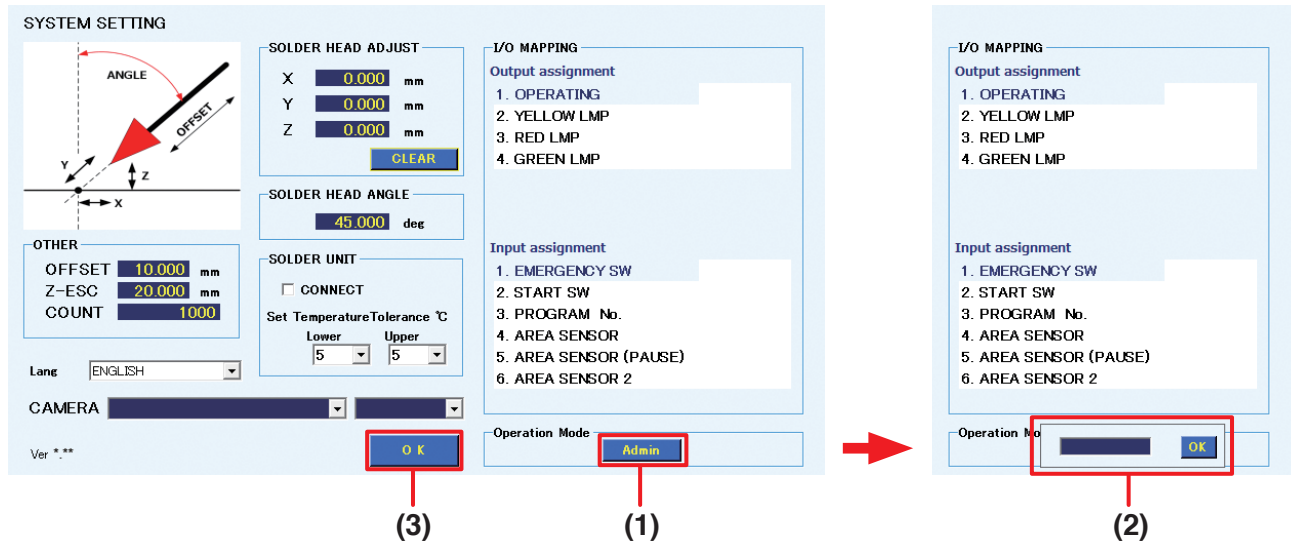 SYSTEM SETTING
ANGLE
OFFSET
Y
Z
X
SOLDER HEAD ADJUST
X 0.000 mm
Y 0.000 mm
Z 0.000 mm
CLEAR
SOLDER HEAD ANGLE
45.000 deg
OTHER
OFFSET 10.000 mm
Z-ESC 20.000 mm
COUNT 1000
SOLDER UNIT
CONNECT
Set TemperatureTolerance ℃
Lower Upper
5 5
Lang ENGLISH
CAMERA
Ver *.**
O K
I/O MAPPING
Output assignment
1. OPERATING
2. YELLOW LMP
3. RED LMP
4. GREEN LMP
Input assignment
1. EMERGENCY SW
2. START SW
3. PROGRAM No.
4. AREA SENSOR
5. AREA SENSOR (PAUSE)
6. AREA SENSOR 2
Operation Mode
Admin
(3)
(1)
I/O MAPPING
Output assignment
1. OPERATING
2. YELLOW LMP
3. RED LMP
4. GREEN LMP
Input assignment
1. EMERGENCY SW
2. START SW
3. PROGRAM No.
4. AREA SENSOR
5. AREA SENSOR (PAUSE)
6. AREA SENSOR 2
Operation Mo
OK
(2)